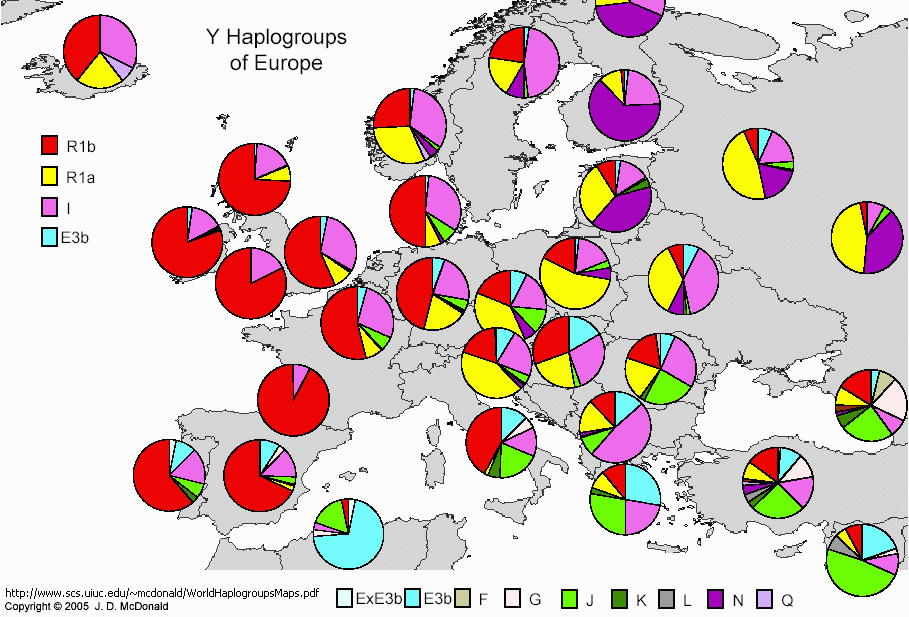 Y Haplogroups
of Europe
R1b
R1a
I
E3b
http://www.scs.uiuc.edu/~mcdonald/WorldHaplogroupsMaps.pdf
Copyright © 2005 J. D. McDonald
ExE3b E3b F G J K L N Q